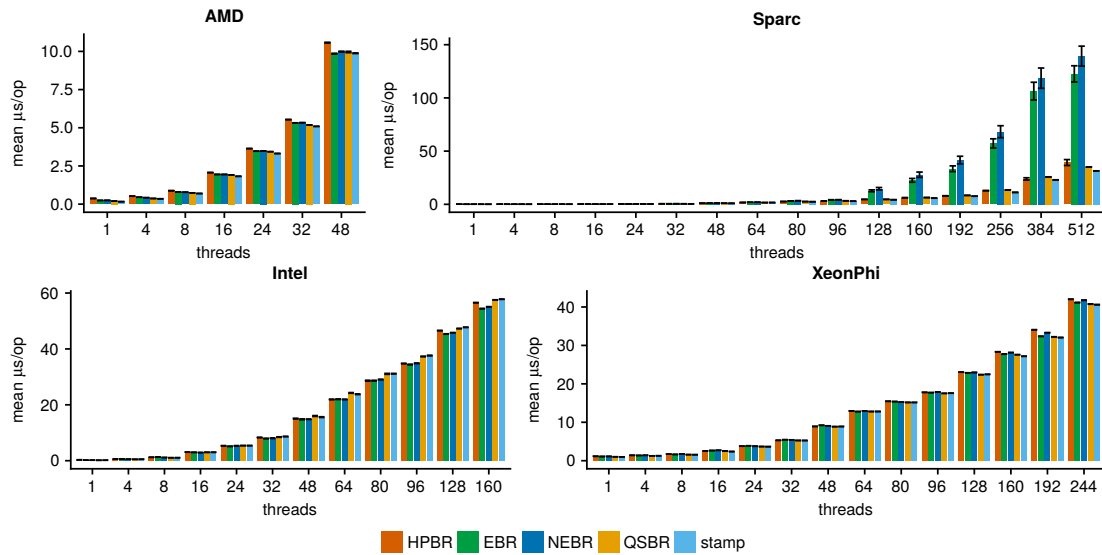 AMD
mean µs/op
10.0
7.5
5.0
2.5
0.0
1 4 8 16 24 32 48
threads
Sparc
mean µs/op
150
100
50
0
1 4 8 16 24 32 48 64 80 96 128 160 192 256 384 512
threads
Intel
mean µs/op
60
40
20
0
1 4 8 16 24 32 48 64 80 96 128 160
threads
XeonPhi
mean µs/op
40
30
20
10
0
1 4 8 16 24 32 48 64 80 96 128 160 192 244
threads
HPBR EBR NEBR QSBR stamp